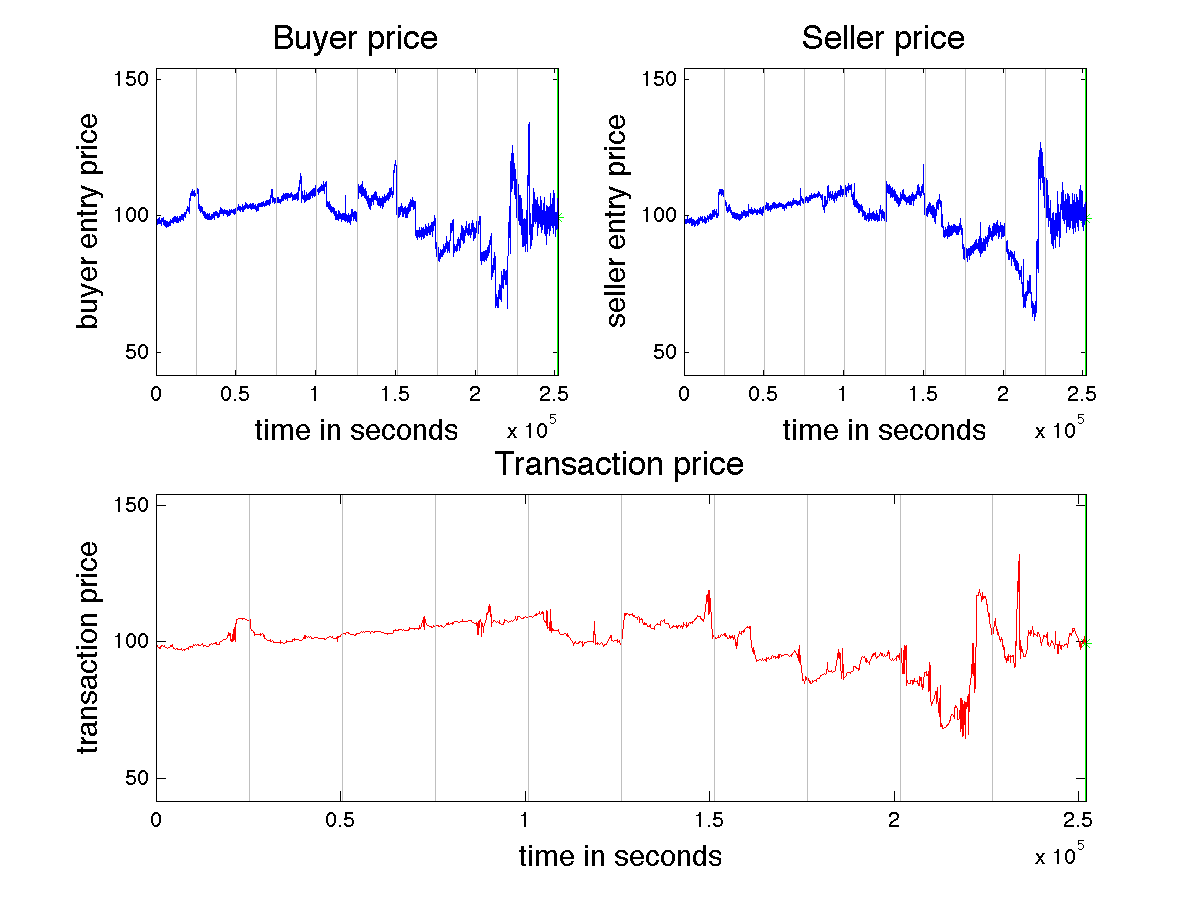 Buyer price
150
100
50
buyer entry price
0 0.5 1 1.5 2 2.5
x 10^5
time in seconds
Seller price
150
100
50
seller entry price
0 0.5 1 1.5 2 2.5
x 10^5
time in seconds
Transaction price
150
100
50
transaction price
0 0.5 1 1.5 2 2.5
x 10^5
time in seconds